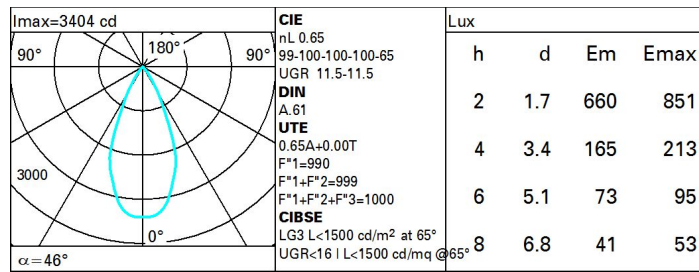 Imax=3404 cd
90° 180° 90°
3000
0°
α=46°
CIE
nL 0.65
99-100-100-100-65
UGR 11.5-11.5
DIN
A.61
UTE
0.65A+0.00T
F"1=990
F"1+F"2=999
F"1+F"2+F"3=1000
CIBSE
LG3 L<1500 cd/m² at 65°
UGR<16 | L<1500 cd/mq @65°
Lux
h d Em Emax
2 1.7 660 851
4 3.4 165 213
6 5.1 73 95
8 6.8 41 53